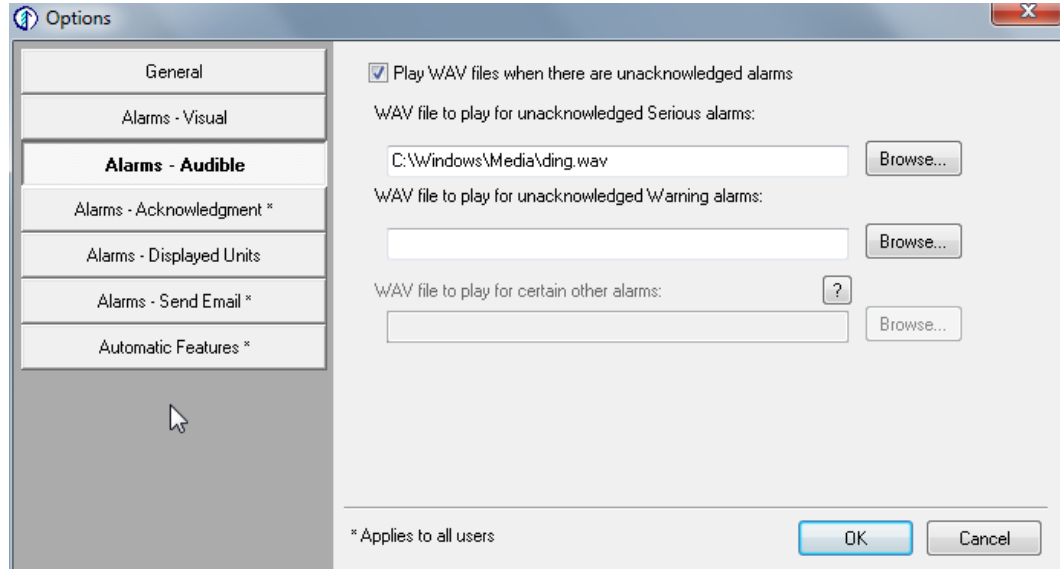 Options
X
General
Alarms - Visual
Alarms - Audible
Alarms - Acknowledgment *
Alarms - Displayed Units
Alarms - Send Email *
Automatic Features *
Play WAV files when there are unacknowledged alarms
WAV file to play for unacknowledged Serious alarms:
C:\Windows\Media\ding.wav
Browse...
WAV file to play for unacknowledged Warning alarms:
Browse...
WAV file to play for certain other alarms:
?
Browse...
* Applies to all users
OK
Cancel